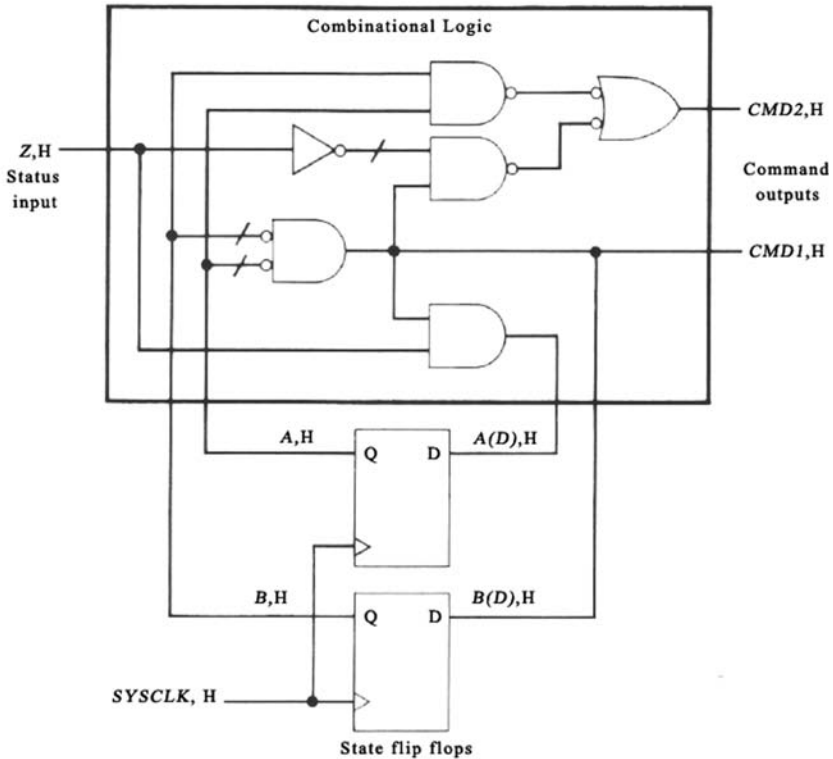 Combinational Logic
CMD2,H
Z,H
Status
input
Command
outputs
CMD1,H
A,H
Q
D
A(D),H
B,H
Q
D
B(D),H
SYSCLK, H
State flip flops